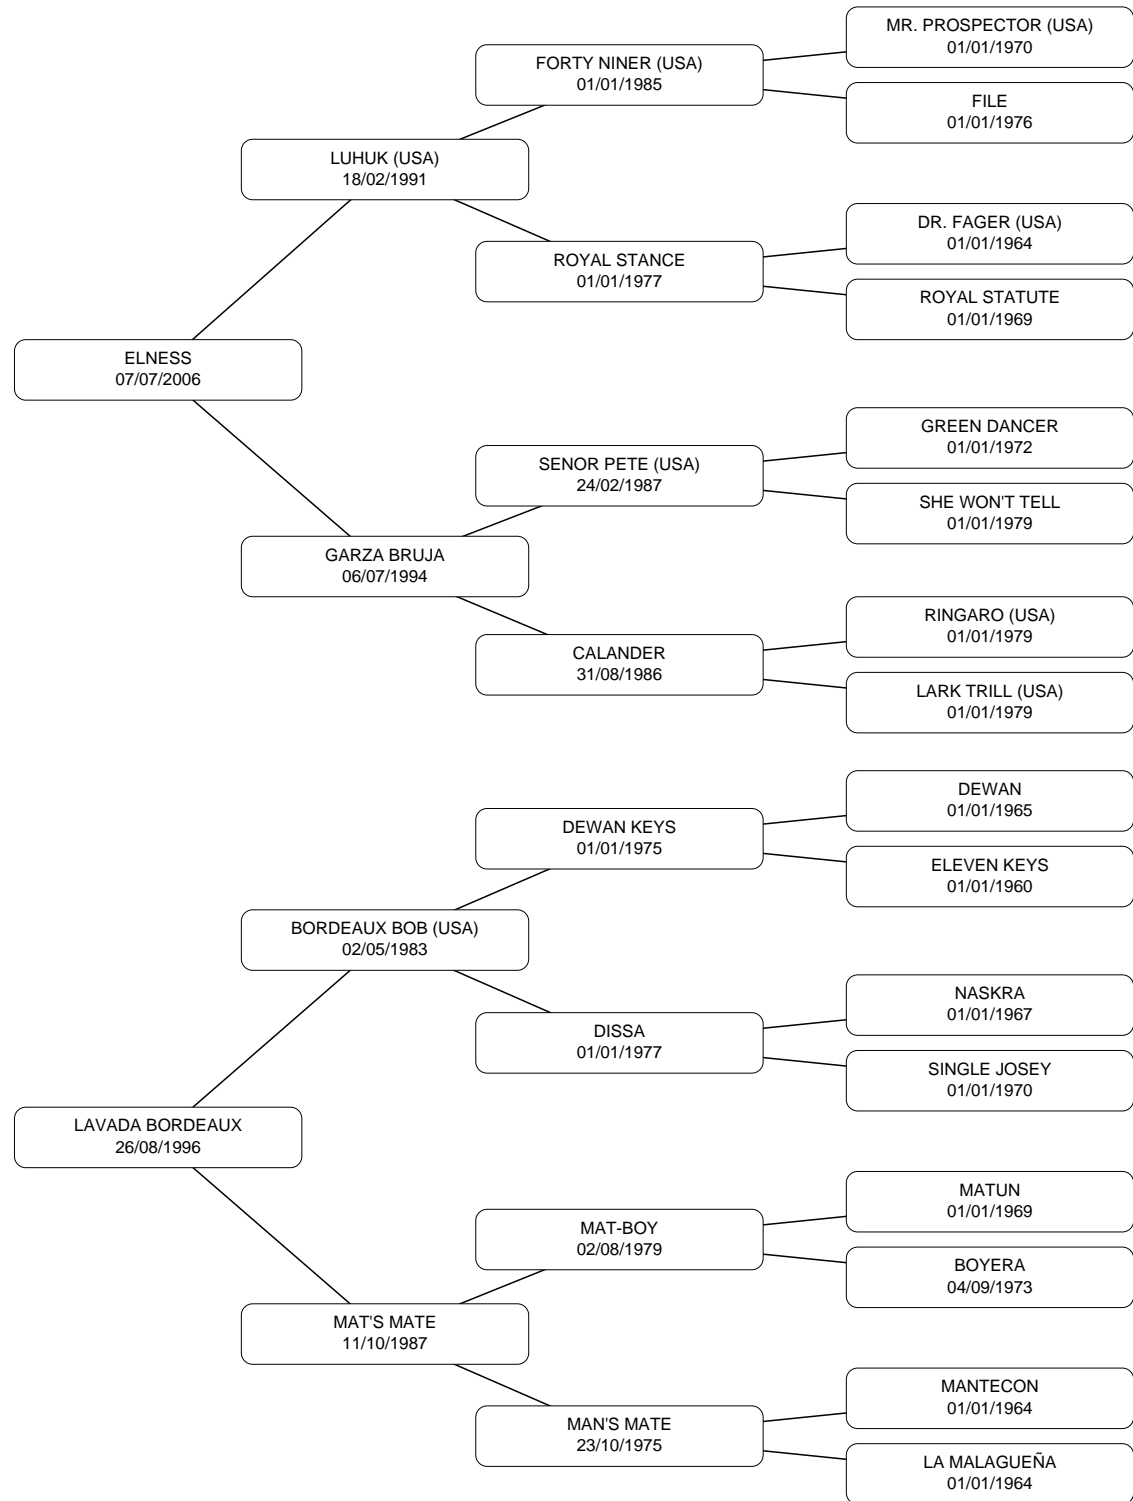 MR. PROSPECTOR (USA)
01/01/1970
FORTY NINER (USA)
01/01/1985
FILE
01/01/1976
LUHUK (USA)
18/02/1991
DR. FAGER (USA)
01/01/1964
ROYAL STANCE
01/01/1977
ROYAL STATUTE
01/01/1969
ELNESS
07/07/2006
GREEN DANCER
01/01/1972
SENOR PETE (USA)
24/02/1987
SHE WON'T TELL
01/01/1979
GARZA BRUJA
06/07/1994
RINGARO (USA)
01/01/1979
CALANDER
31/08/1986
LARK TRILL (USA)
01/01/1979
DEWAN
01/01/1965
DEWAN KEYS
01/01/1975
ELEVEN KEYS
01/01/1960
BORDEAUX BOB (USA)
02/05/1983
NASKRA
01/01/1967
DISSA
01/01/1977
SINGLE JOSEY
01/01/1970
LAVADA BORDEAUX
26/08/1996
MATUN
01/01/1969
MAT-BOY
02/08/1979
BOYERA
04/09/1973
MAT'S MATE
11/10/1987
MANTECON
01/01/1964
MAN'S MATE
23/10/1975
LA MALAGUEÑA
01/01/1964